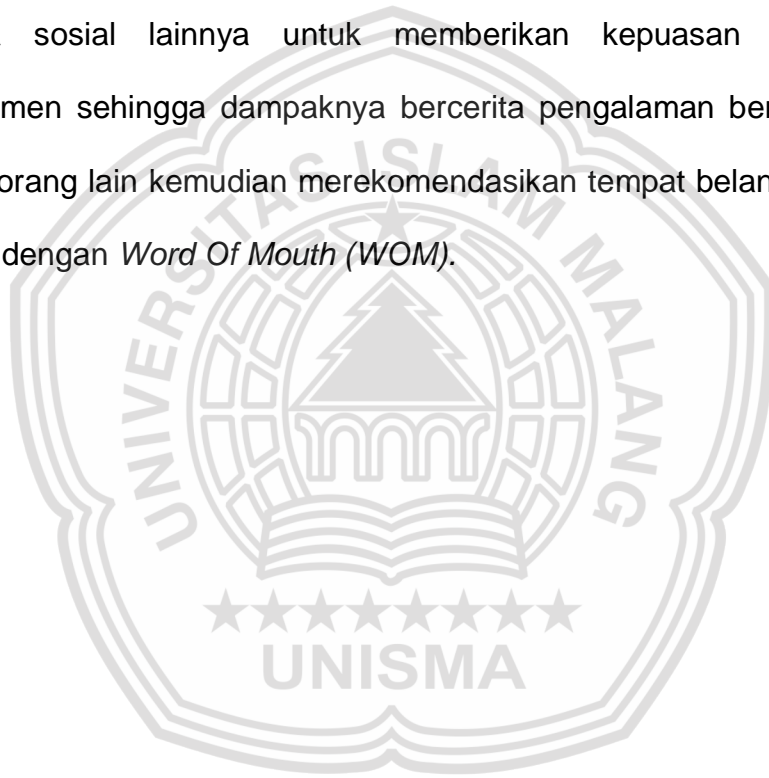 sosial lainnya untuk memberikan kepuasan
men sehingga dampaknya bercerita pengalaman ber
orang lain kemudian merekomendasikan tempat belan
dengan Word Of Mouth (WOM).
UNIVERSITAS ISLAM MALANG
UNISMA